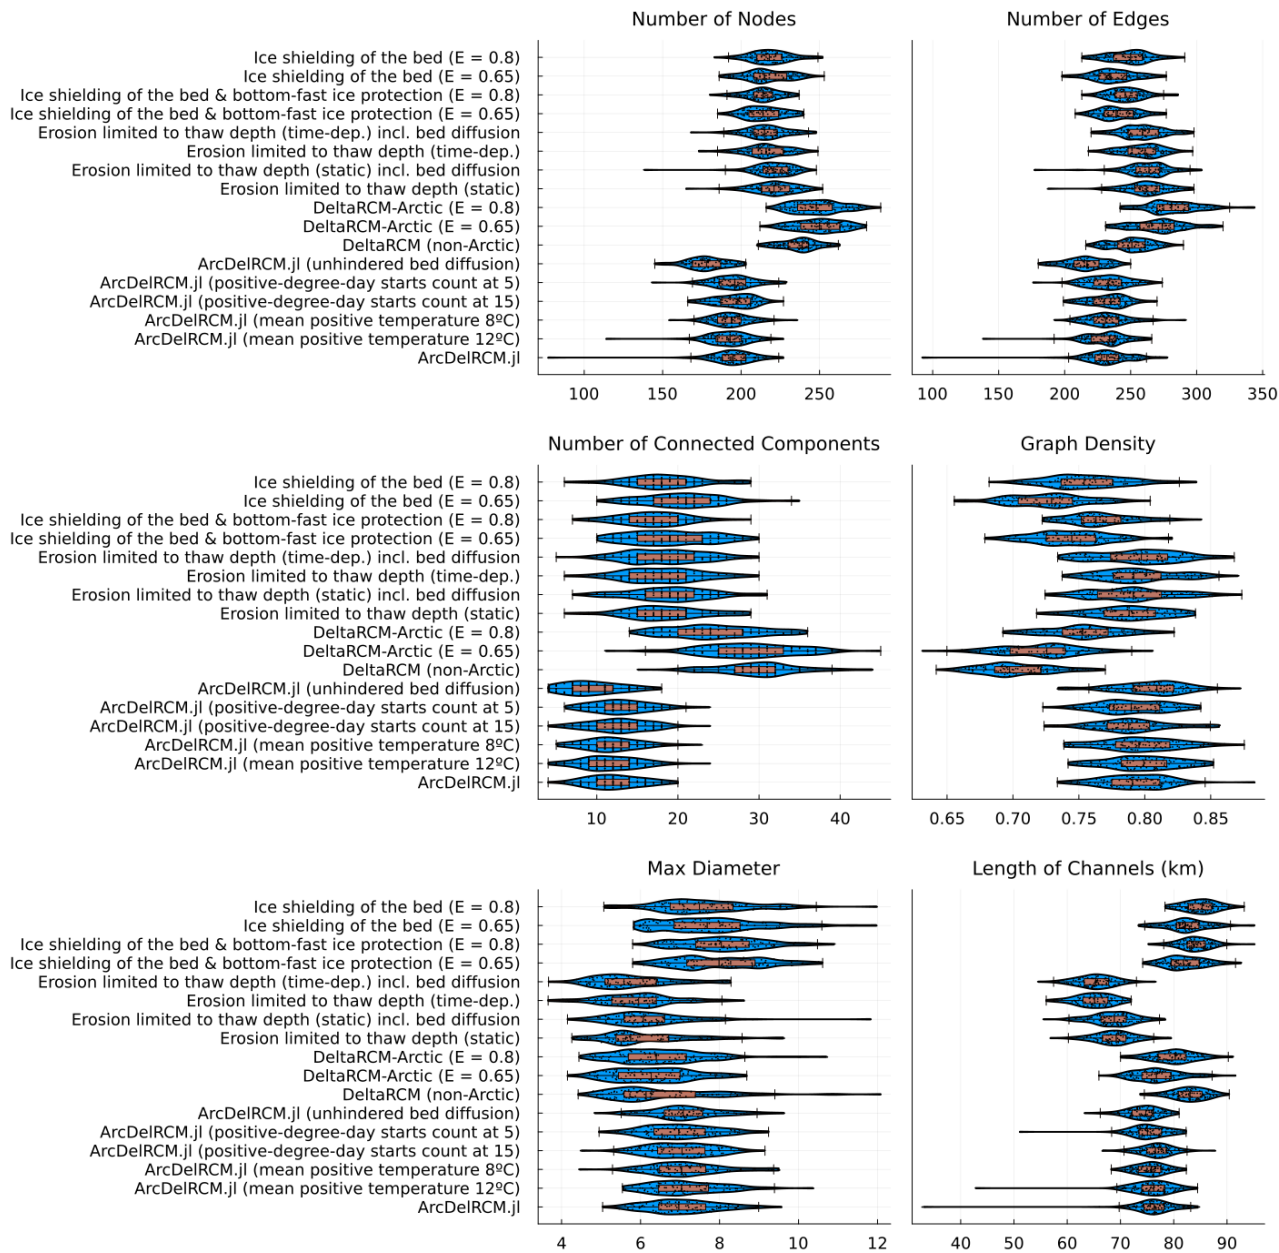 Number of Nodes
Number of Edges
Ice shielding of the bed (E = 0.8)
Ice shielding of the bed (E = 0.65)
Ice shielding of the bed & bottom-fast ice protection (E = 0.8)
Ice shielding of the bed & bottom-fast ice protection (E = 0.65)
Erosion limited to thaw depth (time-dep.) incl. bed diffusion
Erosion limited to thaw depth (time-dep.)
Erosion limited to thaw depth (static) incl. bed diffusion
Erosion limited to thaw depth (static)
DeltaRCM-Arctic (E = 0.8)
DeltaRCM-Arctic (E = 0.65)
DeltaRCM (non-Arctic)
ArcDelRCM.jl (unhindered bed diffusion)
ArcDelRCM.jl (positive-degree-day starts count at 5)
ArcDelRCM.jl (positive-degree-day starts count at 15)
ArcDelRCM.jl (mean positive temperature 8ºC)
ArcDelRCM.jl (mean positive temperature 12ºC)
ArcDelRCM.jl
100 150 200 250
100 150 200 250 300 350
Number of Connected Components
Graph Density
Ice shielding of the bed (E = 0.8)
Ice shielding of the bed (E = 0.65)
Ice shielding of the bed & bottom-fast ice protection (E = 0.8)
Ice shielding of the bed & bottom-fast ice protection (E = 0.65)
Erosion limited to thaw depth (time-dep.) incl. bed diffusion
Erosion limited to thaw depth (time-dep.)
Erosion limited to thaw depth (static) incl. bed diffusion
Erosion limited to thaw depth (static)
DeltaRCM-Arctic (E = 0.8)
DeltaRCM-Arctic (E = 0.65)
DeltaRCM (non-Arctic)
ArcDelRCM.jl (unhindered bed diffusion)
ArcDelRCM.jl (positive-degree-day starts count at 5)
ArcDelRCM.jl (positive-degree-day starts count at 15)
ArcDelRCM.jl (mean positive temperature 8ºC)
ArcDelRCM.jl (mean positive temperature 12ºC)
ArcDelRCM.jl
10 20 30 40
0.65 0.70 0.75 0.80 0.85
Max Diameter
Length of Channels (km)
Ice shielding of the bed (E = 0.8)
Ice shielding of the bed (E = 0.65)
Ice shielding of the bed & bottom-fast ice protection (E = 0.8)
Ice shielding of the bed & bottom-fast ice protection (E = 0.65)
Erosion limited to thaw depth (time-dep.) incl. bed diffusion
Erosion limited to thaw depth (time-dep.)
Erosion limited to thaw depth (static) incl. bed diffusion
Erosion limited to thaw depth (static)
DeltaRCM-Arctic (E = 0.8)
DeltaRCM-Arctic (E = 0.65)
DeltaRCM (non-Arctic)
ArcDelRCM.jl (unhindered bed diffusion)
ArcDelRCM.jl (positive-degree-day starts count at 5)
ArcDelRCM.jl (positive-degree-day starts count at 15)
ArcDelRCM.jl (mean positive temperature 8ºC)
ArcDelRCM.jl (mean positive temperature 12ºC)
ArcDelRCM.jl
4 6 8 10 12
40 50 60 70 80 90